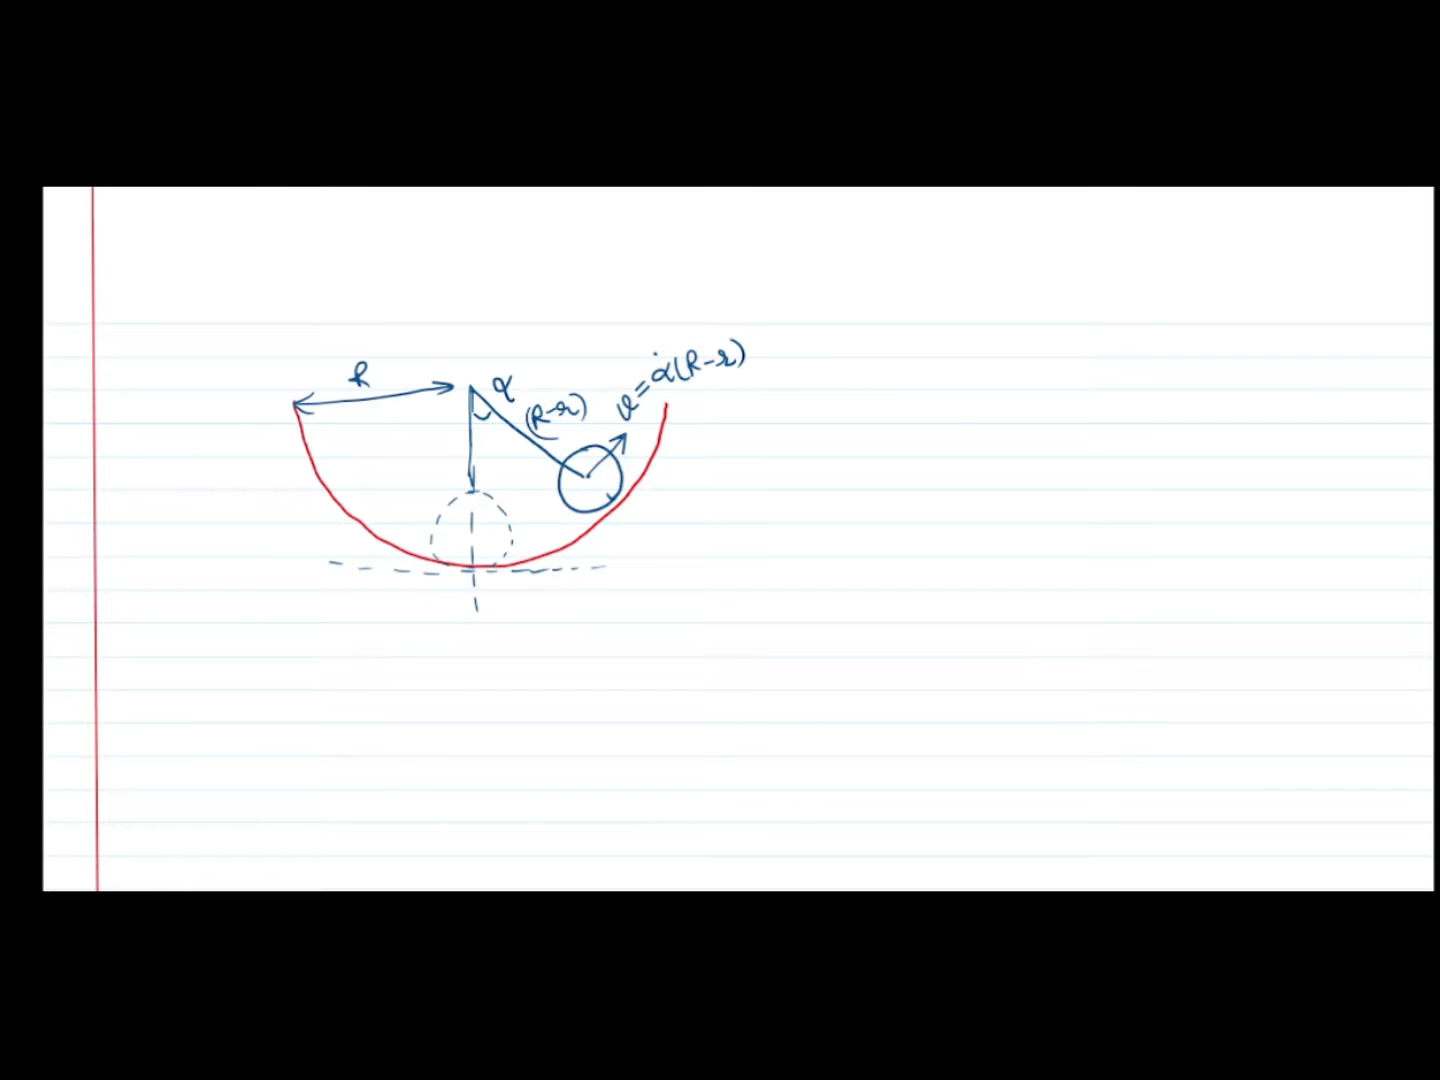 R
α
(R-r)
v = α̇(R-r)